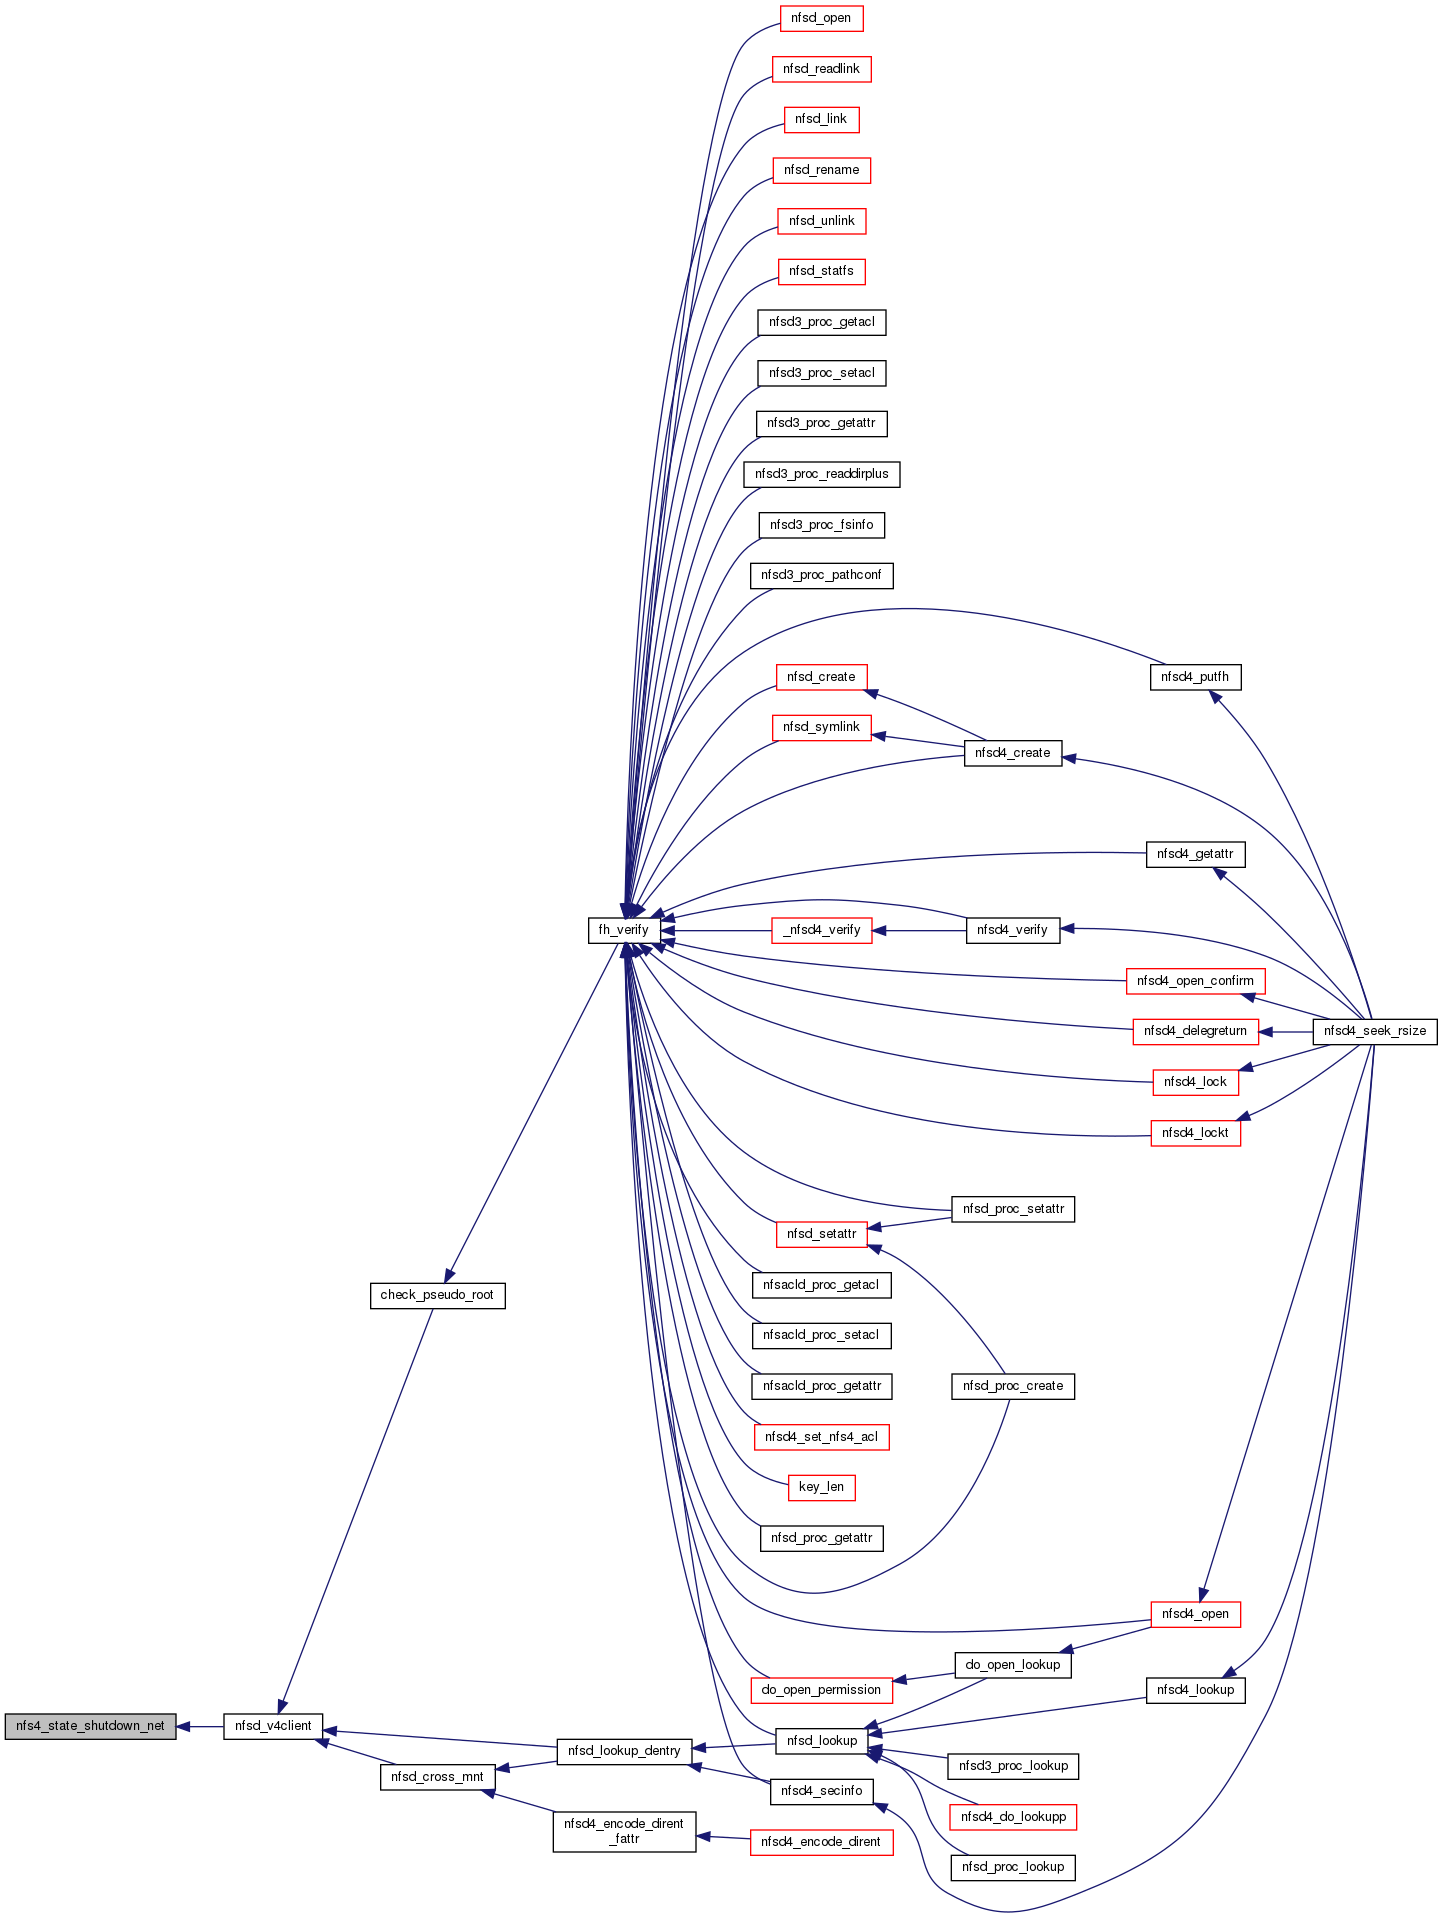 nfsd_open
nfsd_readlink
nfsd_link
nfsd_rename
nfsd_unlink
nfsd_statfs
nfsd3_proc_getacl
nfsd3_proc_setacl
nfsd3_proc_getattr
nfsd3_proc_readdirplus
nfsd3_proc_fsinfo
nfsd3_proc_pathconf
nfsd4_putfh
nfsd_create
nfsd_symlink
nfsd4_create
nfsd4_getattr
fh_verify
_nfsd4_verify
nfsd4_verify
nfsd4_open_confirm
nfsd4_delegreturn
nfsd4_seek_rsize
nfsd4_lock
nfsd4_lockt
nfsd_proc_setattr
nfsd_setattr
nfsacld_proc_getacl
check_pseudo_root
nfsacld_proc_setacl
nfsacld_proc_getattr
nfsd_proc_create
nfsd4_set_nfs4_acl
key_len
nfsd_proc_getattr
nfsd4_open
do_open_lookup
do_open_permission
nfsd4_lookup
nfs4_state_shutdown_net
nfsd_v4client
nfsd_lookup
nfsd_lookup_dentry
nfsd3_proc_lookup
nfsd_cross_mnt
nfsd4_secinfo
nfsd4_do_lookupp
nfsd4_encode_dirent
_fattr
nfsd4_encode_dirent
nfsd_proc_lookup